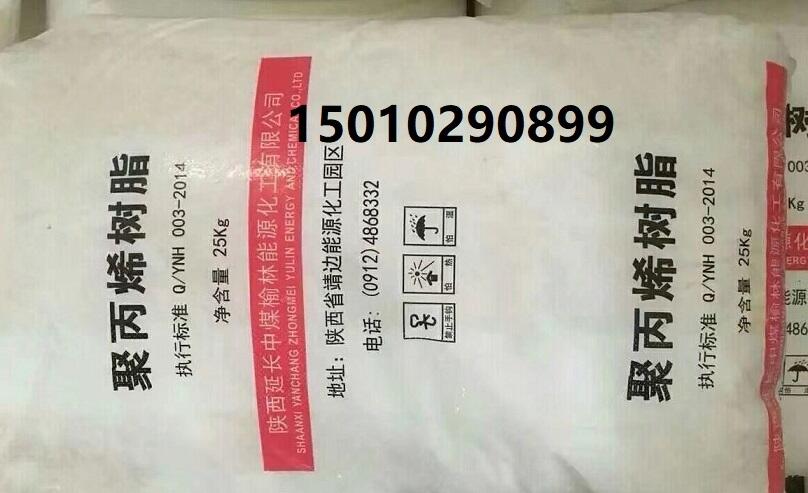 15010290899
聚丙烯树脂
执行标准 Q/YNH 003-2014
净含量 25Kg
陕西延长中煤榆林能源化工有限公司
SHAANXI YANCHANG ZHONGMEI YULIN ENERGY AND CHEMICAL CO.,LTD
地址：陕西省靖边能源化工园区
电话：(0912)4868332
怕湿
怕热
禁止手钩
聚丙烯树脂
执行标准 Q/YNH 003-2014
净含量 25Kg